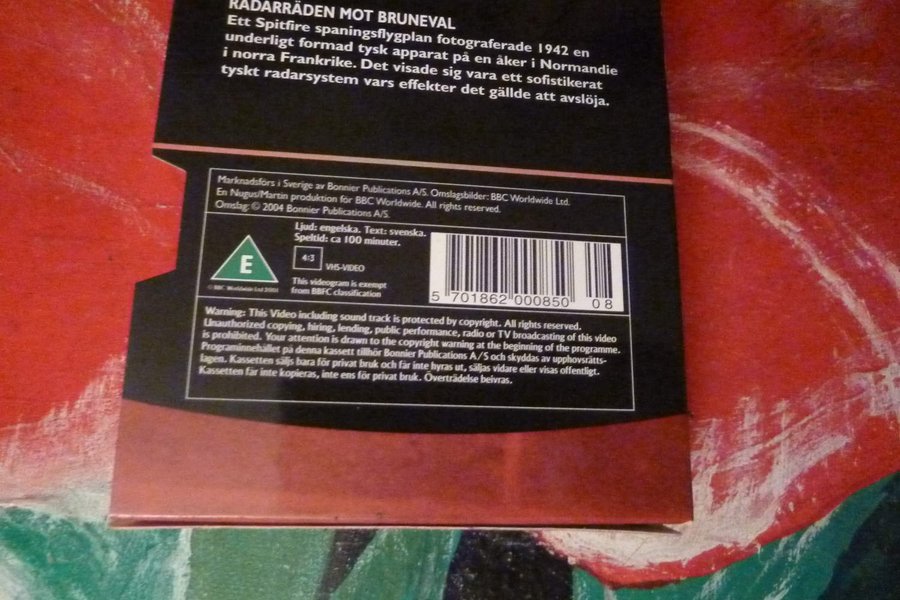 RADARRÄDEN MOT BRUNEVAL
Ett Spitfire spaningsflygplan fotograferade 1942 en
underligt formad tysk apparat på en åker i Normandie
i norra Frankrike. Det visade sig vara ett sofistikerat
tyskt radarsystem vars effekter det gällde att avslöja.
Marknadsförs i Sverige av Bonnier Publications A/S. Omslagsbilder: BBC Worldwide Ltd.
En Nugus/Martin produktion för BBC Worldwide. All rights reserved.
Omslag: © 2004 Bonnier Publications A/S.
Ljud: engelska. Text: svenska.
Speltid: ca 100 minuter.
E
4:3
VHS-VIDEO
© BBC Worldwide Ltd 2001
This videogram is exempt
from BBFC classification
5 701862 000850 08
Warning: This Video including sound track is protected by copyright. All rights reserved.
Unauthorized copying, hiring, lending, public performance, radio or TV broadcasting of this video
is prohibited. Your attention is drawn to the copyright warning at the beginning of the programme.
Programinnehållet på denna kassett tillhör Bonnier Publications A/S och skyddas av upphovsrätts-
lagen. Kassetten säljs bara för privat bruk och får inte hyras ut, säljas vidare eller visas offentligt.
Kassetten får inte kopieras, inte ens för privat bruk. Överträdelse beivras.